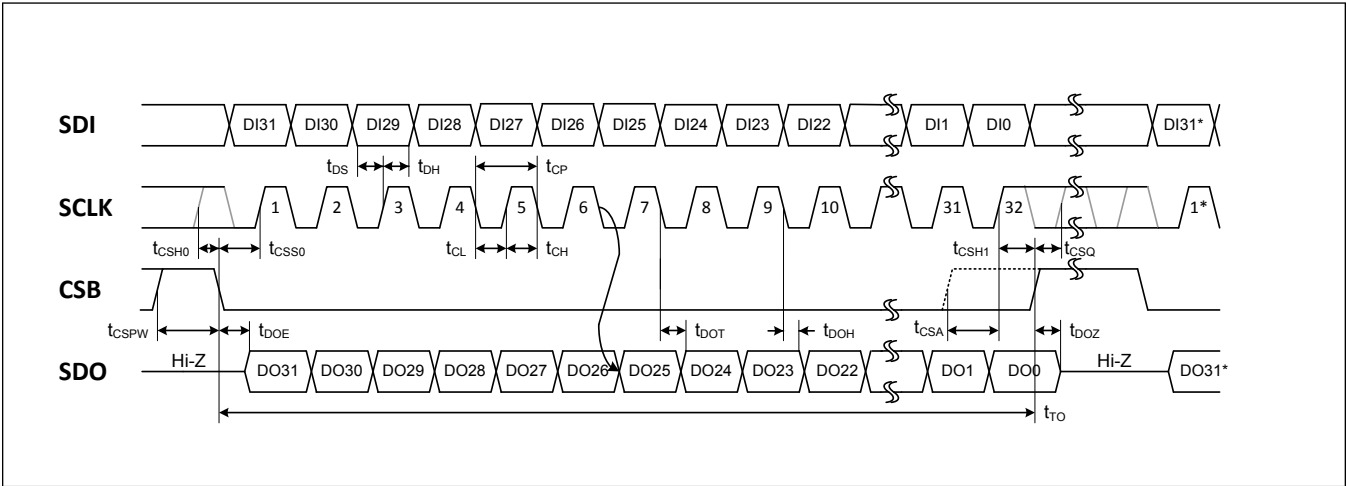 SDI DI31 DI30 DI29 DI28 DI27 DI26 DI25 DI24 DI23 DI22 DI1 DI0 DI31*
tDS tDH tCP
SCLK 1 2 3 4 5 6 7 8 9 10 31 32 1*
tCSH0 tCSS0 tCL tCH tCSH1 tCSQ
CSB
tCSPW tDOE tDOT tDOH tCSA tDOZ
SDO Hi-Z DO31 DO30 DO29 DO28 DO27 DO26 DO25 DO24 DO23 DO22 DO1 DO0 Hi-Z DO31*
tTO